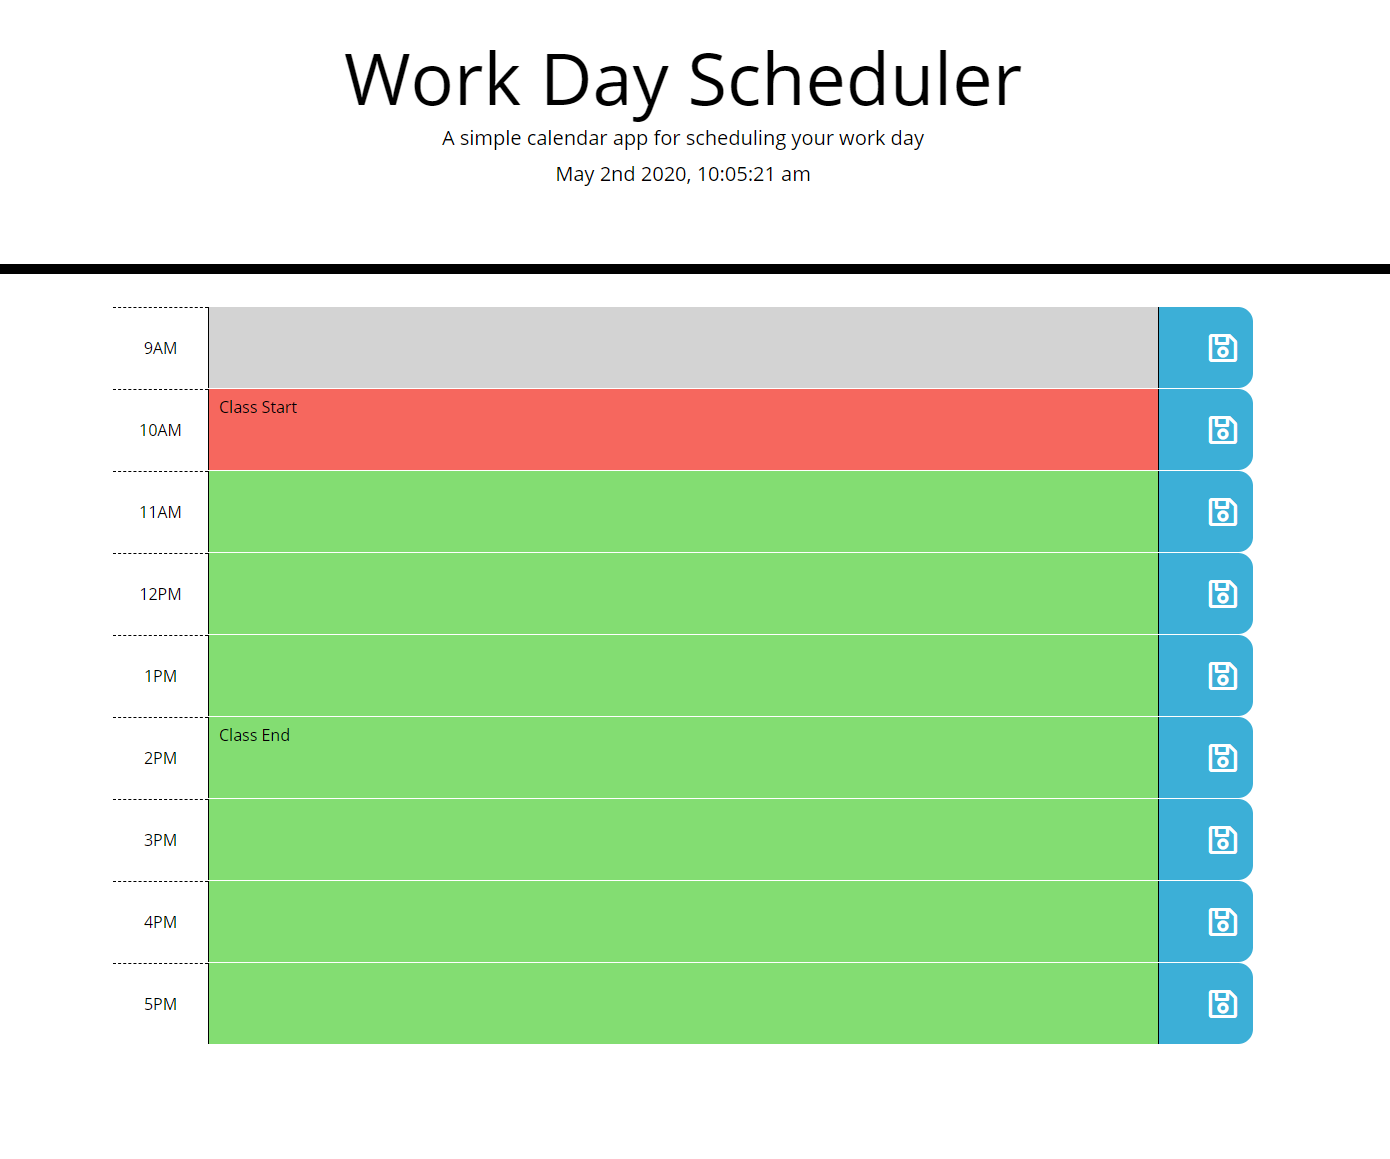 Work Day Scheduler
A simple calendar app for scheduling your work day
May 2nd 2020, 10:05:21 am
9AM
10AM
Class Start
11AM
12PM
1PM
2PM
Class End
3PM
4PM
5PM